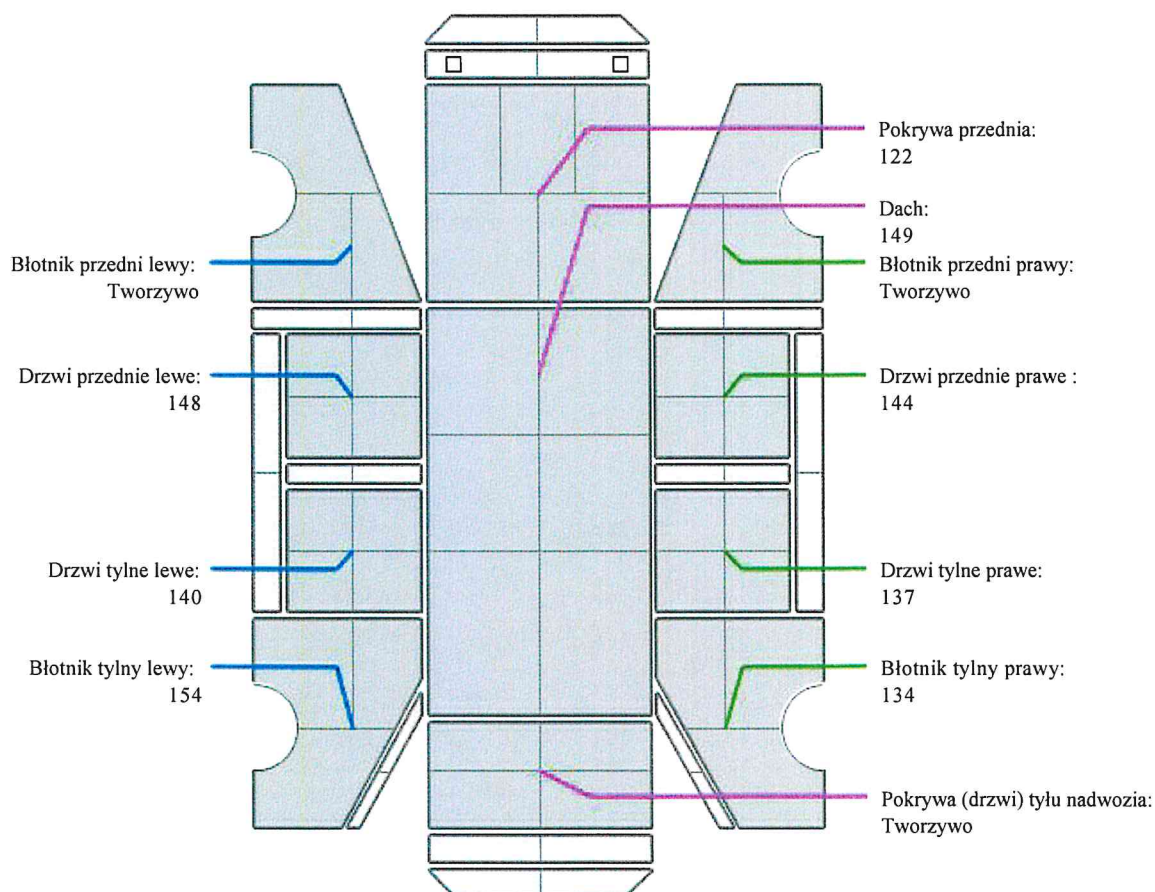 Pokrywa przednia:
122
Dach:
149
Błotnik przedni lewy:
Tworzywo
Błotnik przedni prawy:
Tworzywo
Drzwi przednie lewe:
148
Drzwi przednie prawe :
144
Drzwi tylne lewe:
140
Drzwi tylne prawe:
137
Błotnik tylny lewy:
154
Błotnik tylny prawy:
134
Pokrywa (drzwi) tyłu nadwozia:
Tworzywo